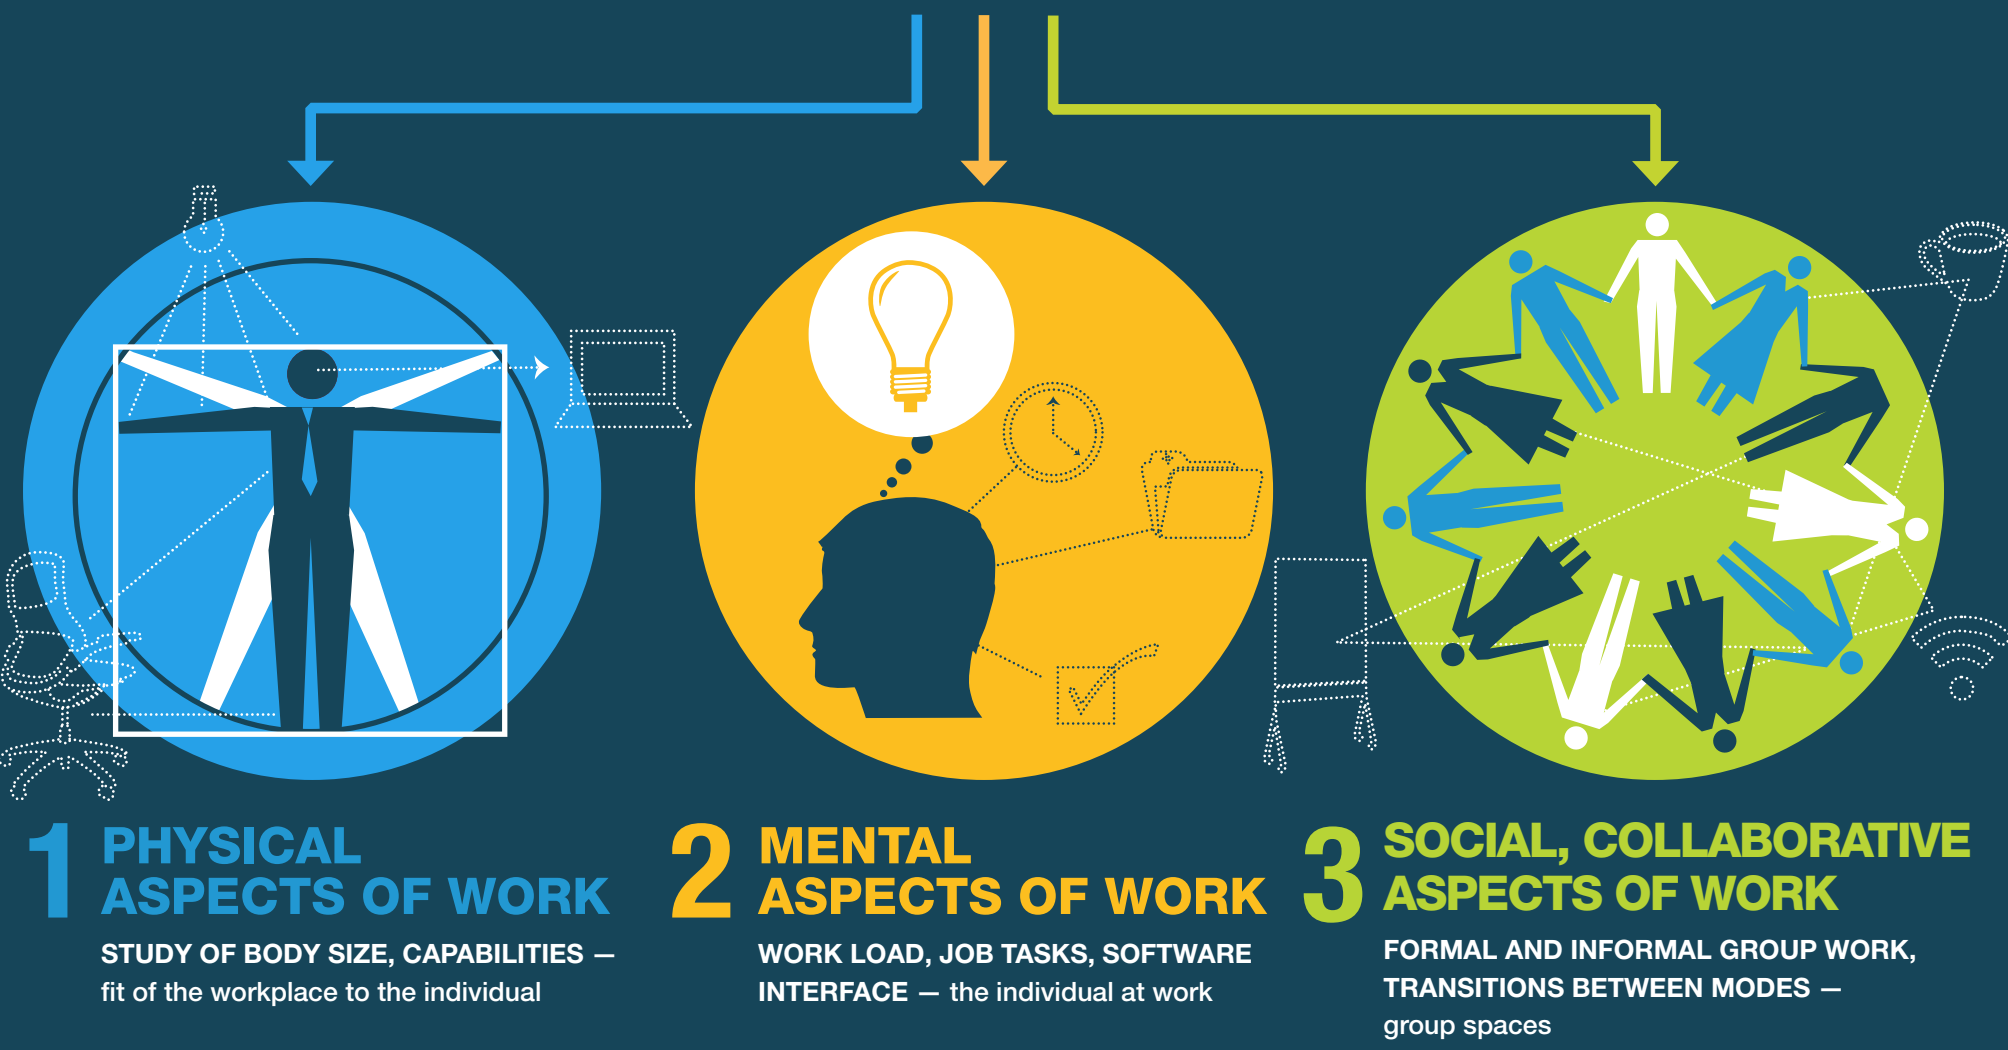 1 PHYSICAL
ASPECTS OF WORK
STUDY OF BODY SIZE, CAPABILITIES —
fit of the workplace to the individual
2 MENTAL
ASPECTS OF WORK
WORK LOAD, JOB TASKS, SOFTWARE
INTERFACE — the individual at work
3 SOCIAL, COLLABORATIVE
ASPECTS OF WORK
FORMAL AND INFORMAL GROUP WORK,
TRANSITIONS BETWEEN MODES —
group spaces